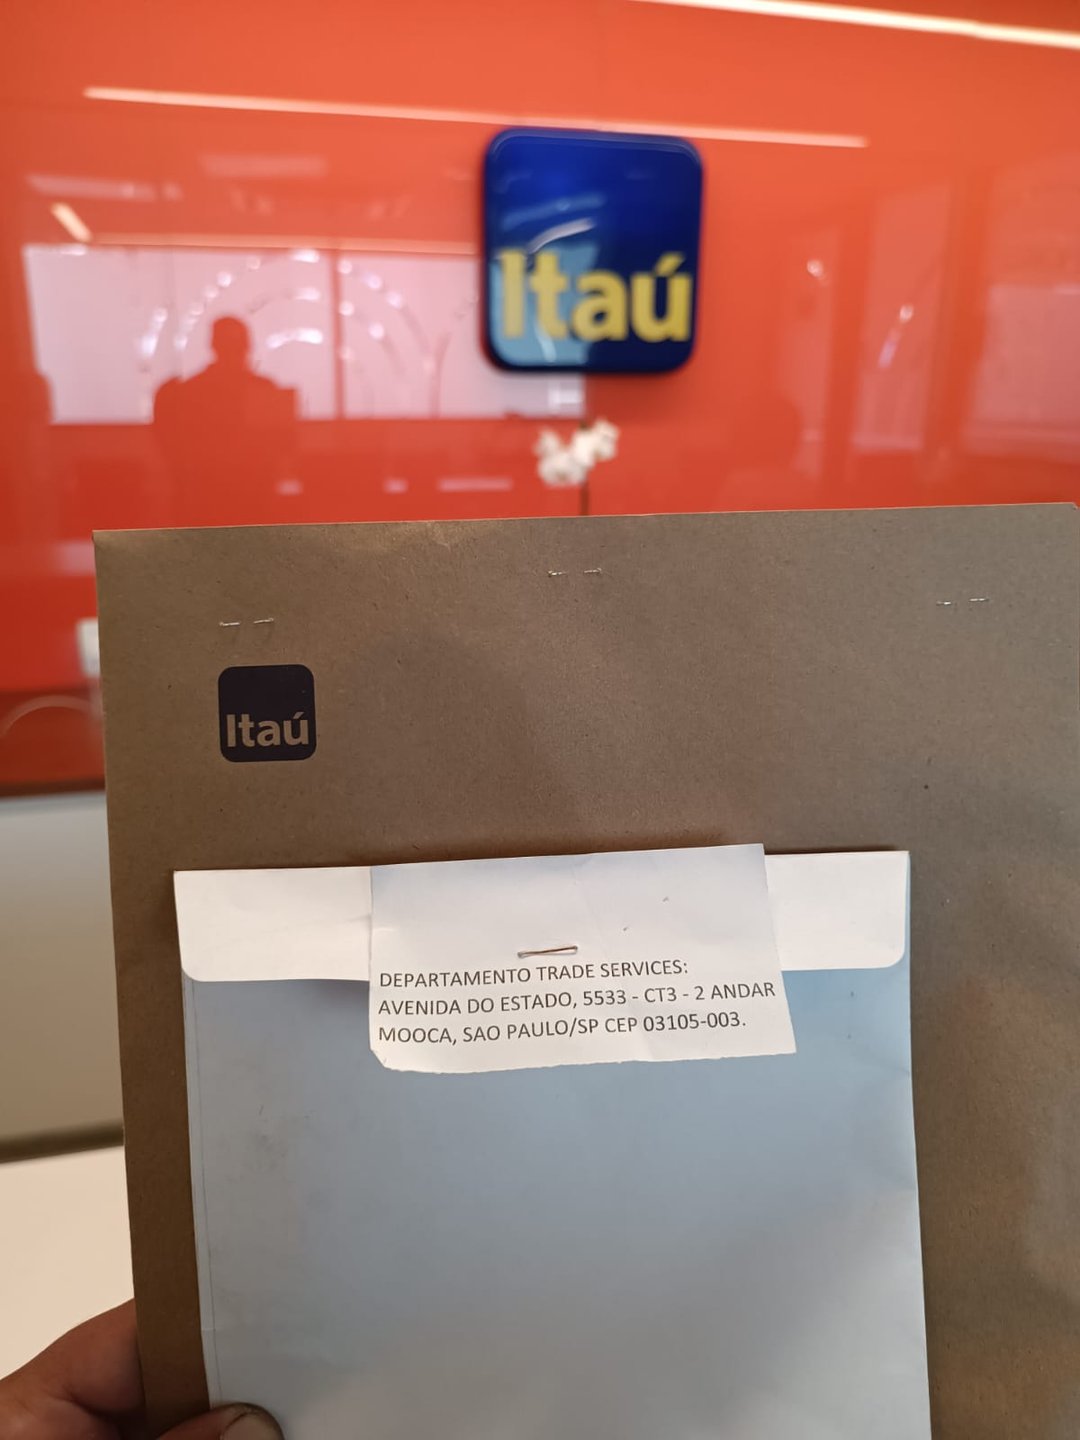 Itaú
Itaú
DEPARTAMENTO TRADE SERVICES:
AVENIDA DO ESTADO, 5533 - CT3 - 2 ANDAR
MOOCA, SAO PAULO/SP CEP 03105-003.